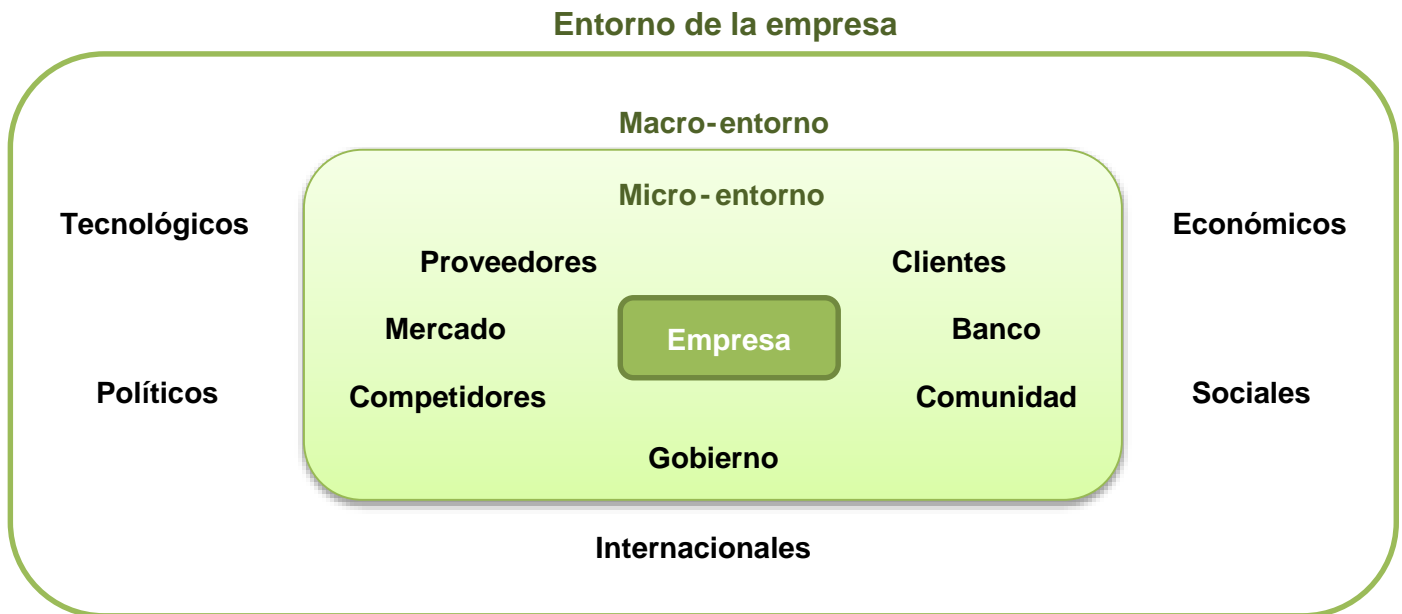 Entorno de la empresa
Macro-entorno
Micro-entorno
Tecnológicos
Económicos
Proveedores
Clientes
Mercado
Empresa
Banco
Políticos
Competidores
Comunidad
Sociales
Gobierno
Internacionales